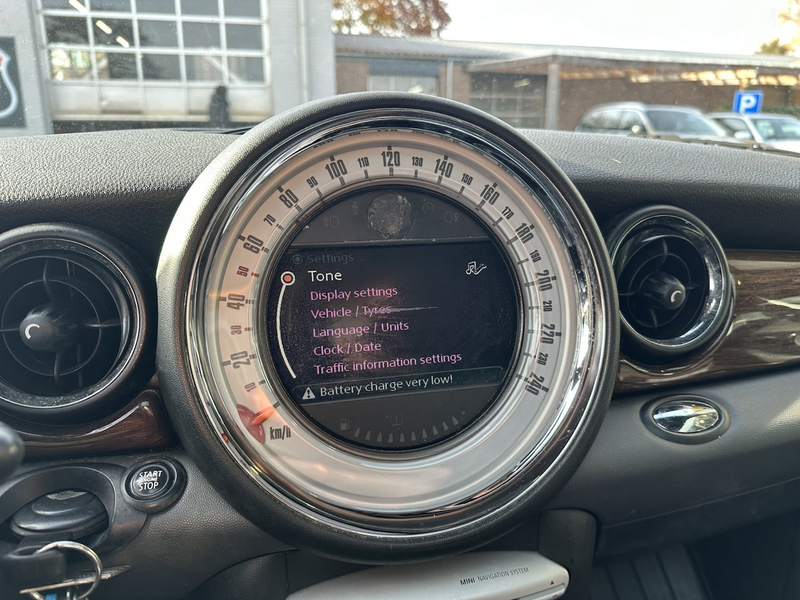 P
10 20 30 40 50 60 70 80 90 100 110 120 130 140 150 160 170 180 190 200 210 220 230 240
km/h
Settings
Tone
Display settings
Vehicle / Tyres
Language / Units
Clock / Date
Traffic information settings
Battery charge very low!
START
STOP
MINI NAVIGATION SYSTEM